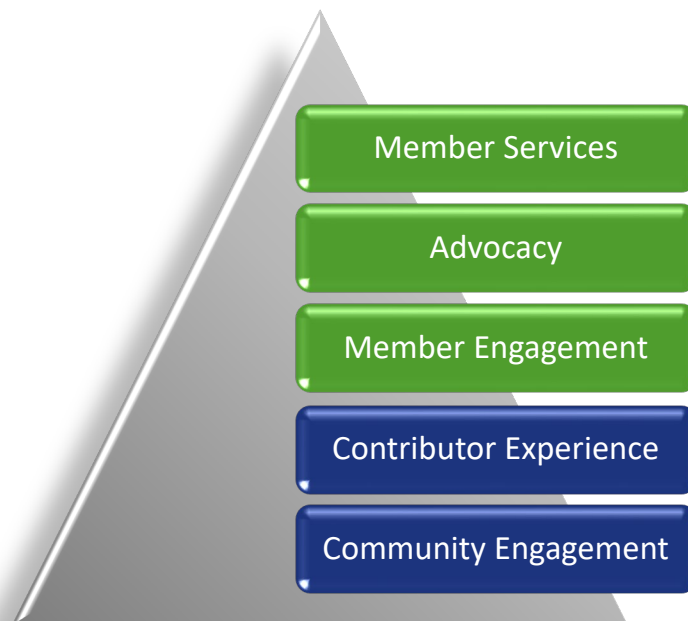 Member Services
Advocacy
Member Engagement
Contributor Experience
Community Engagement